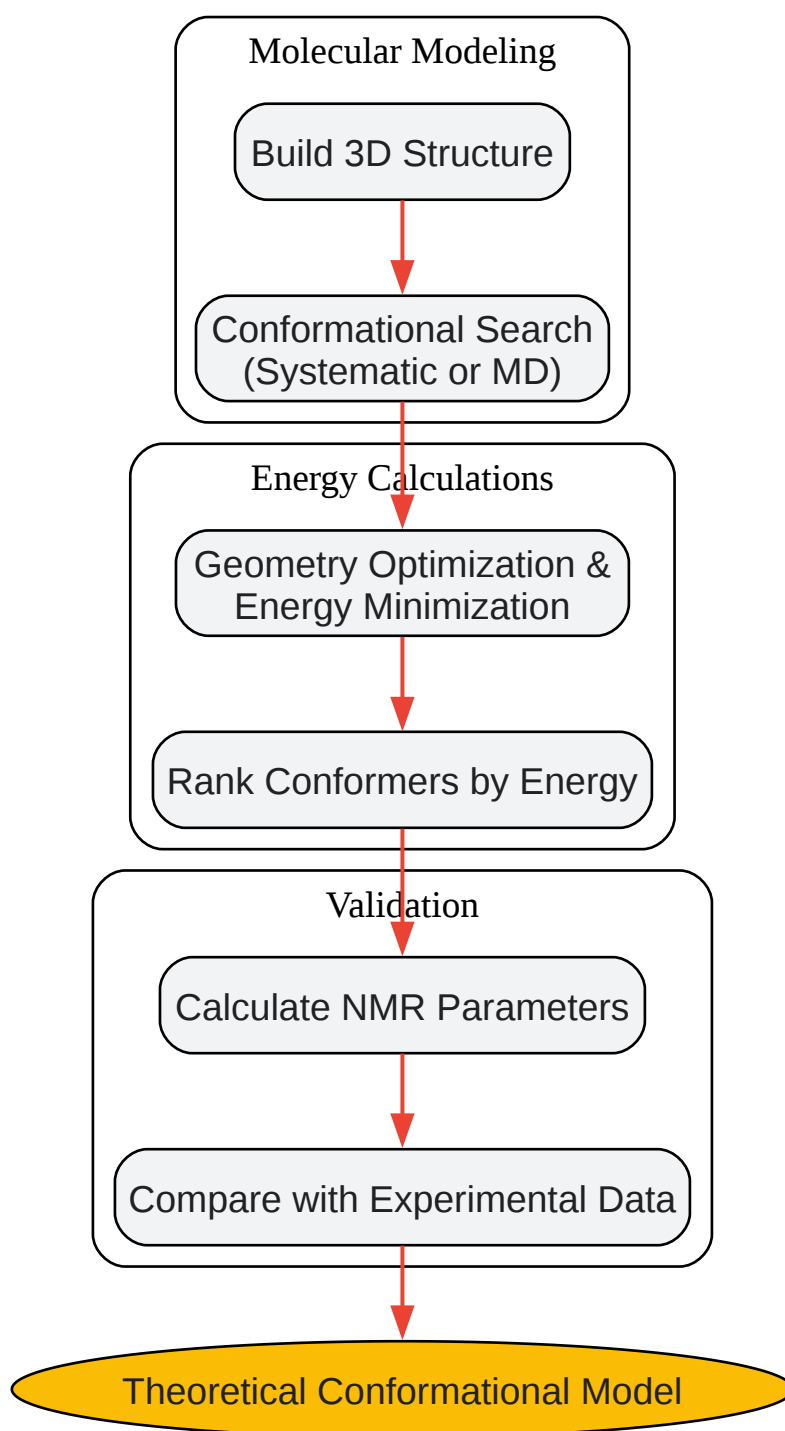 Molecular Modeling
Build 3D Structure
Conformational Search
(Systematic or MD)
Energy Calculations
Geometry Optimization &
Energy Minimization
Rank Conformers by Energy
Validation
Calculate NMR Parameters
Compare with Experimental Data
Theoretical Conformational Model